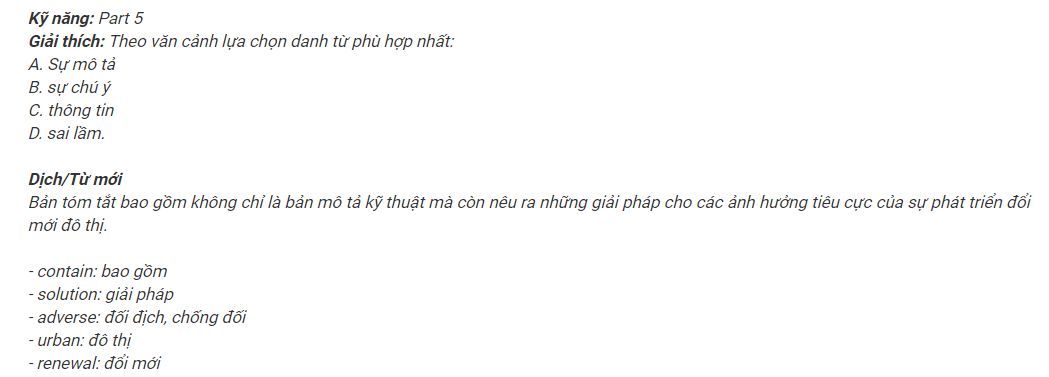 Kỹ năng: Part 5
Giải thích: Theo văn cảnh lựa chọn danh từ phù hợp nhất:
A. Sự mô tả
B. sự chú ý
C. thông tin
D. sai lầm.
Dịch/Từ mới
Bản tóm tắt bao gồm không chỉ là bản mô tả kỹ thuật mà còn nêu ra những giải pháp cho các ảnh hưởng tiêu cực của sự phát triển đổi
mới đô thị.
- contain: bao gồm
- solution: giải pháp
- adverse: đối địch, chống đối
- urban: đô thị
- renewal: đổi mới